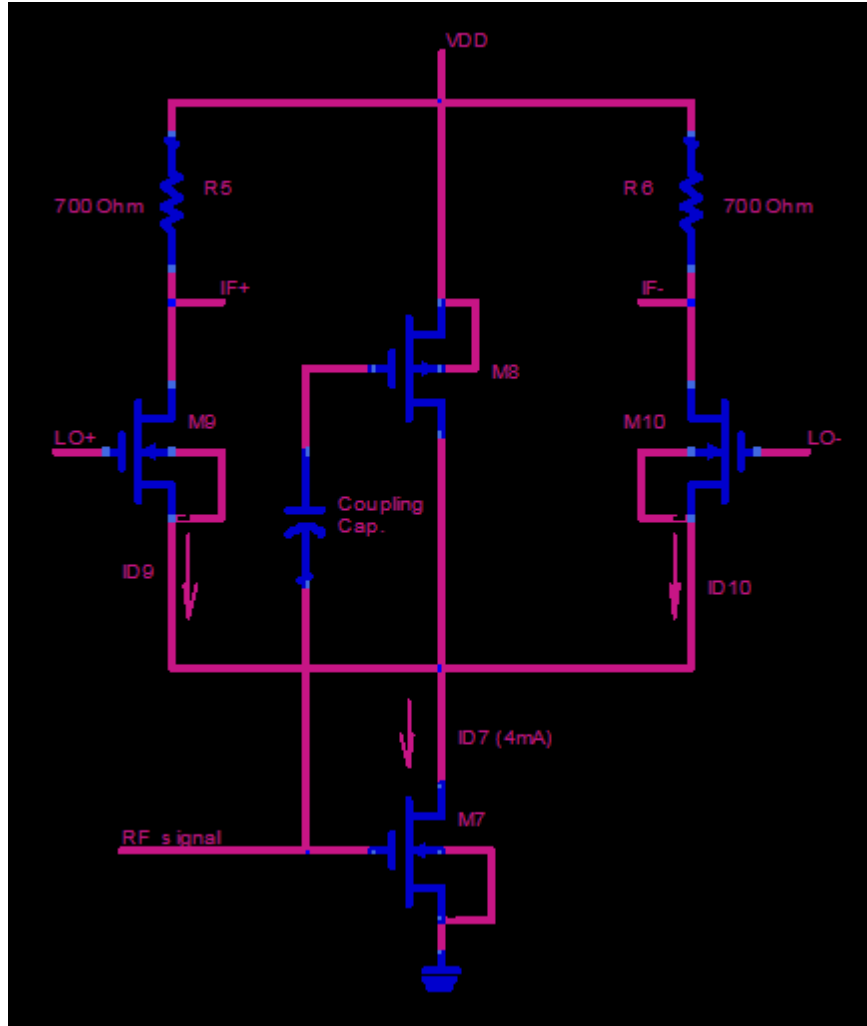 VDD
R5
700 Ohm
R6
700 Ohm
IF+
IF-
M8
M9
LO+
M10
LO-
Coupling
Cap.
ID9
ID10
ID7 (4mA)
M7
RF signal